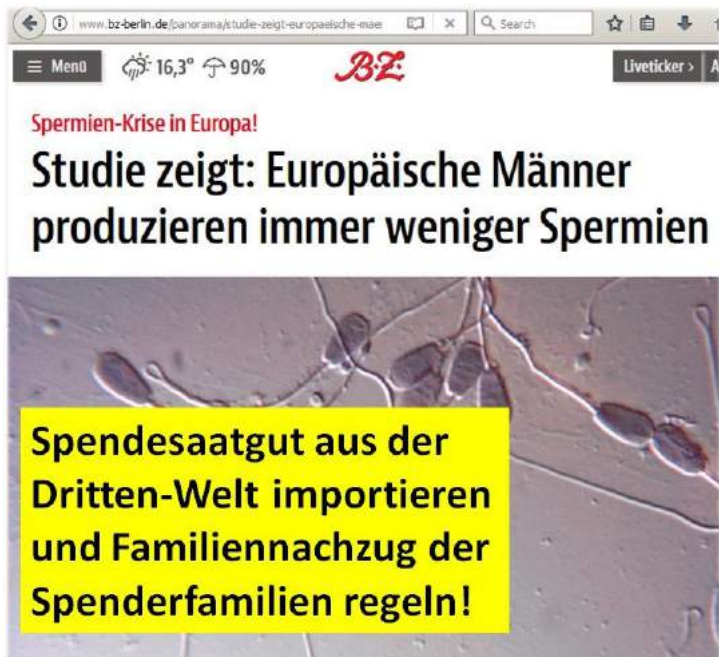 www.bz-berlin.de/panorama/studie-zeigt-europaeische-mae
Search
Menü
16,3° 90%
B·Z·
Liveticker > A
Spermien-Krise in Europa!
Studie zeigt: Europäische Männer
produzieren immer weniger Spermien
Spendesaatgut aus der
Dritten-Welt importieren
und Familiennachzug der
Spenderfamilien regeln!